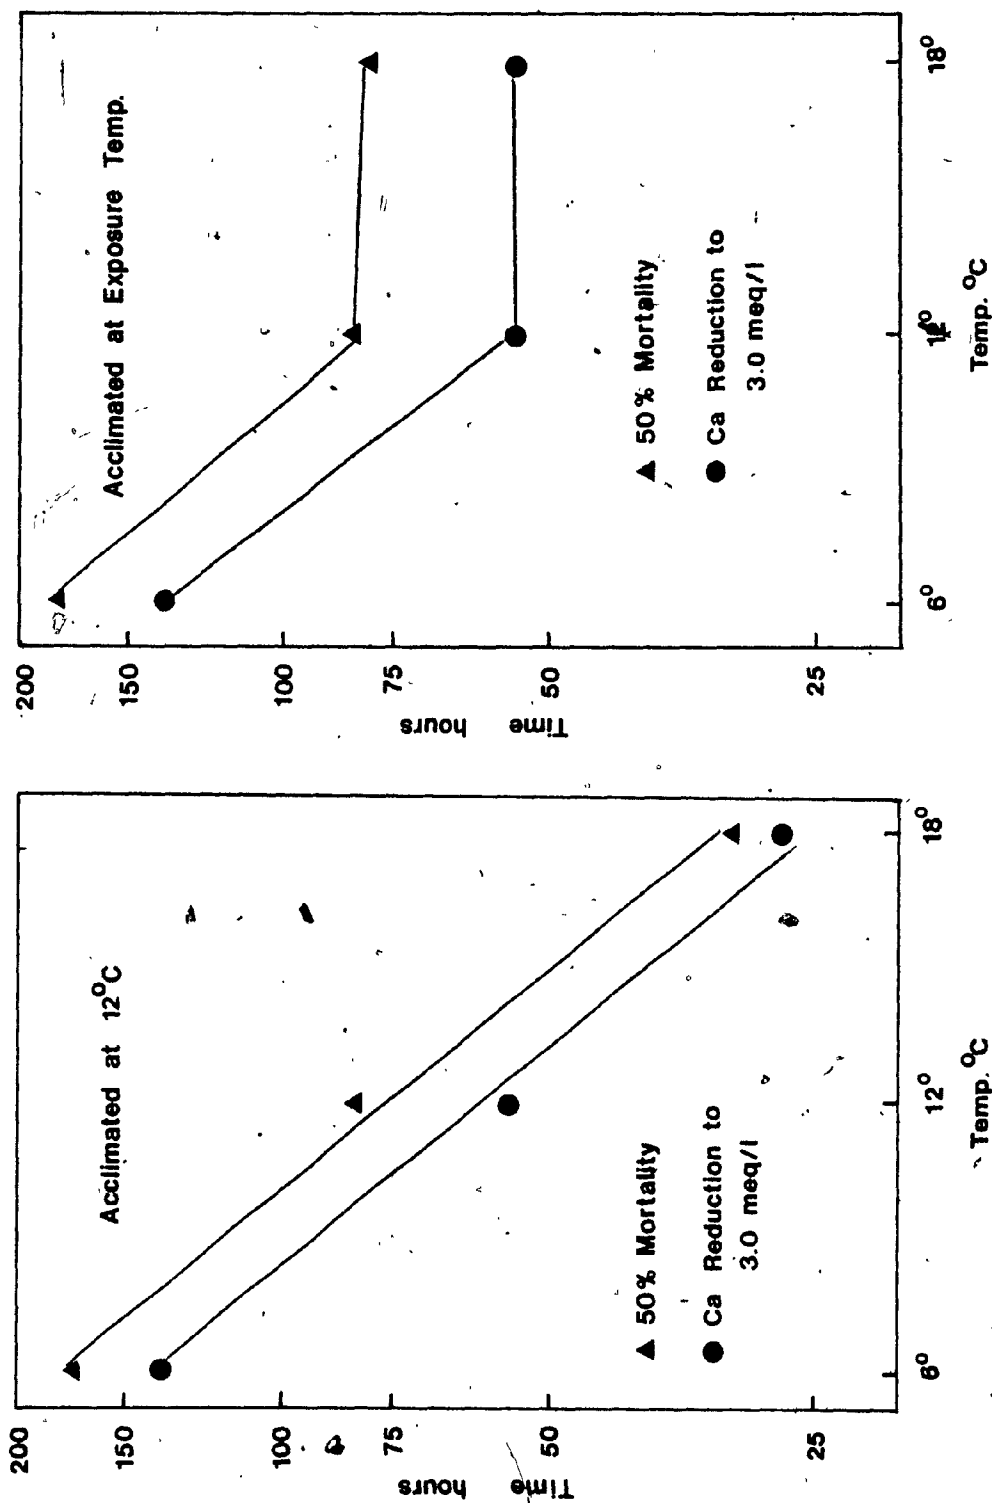 Acclimated at 12°C
200
150
100
75
50
25
Time hours
▲ 50% Mortality
● Ca Reduction to
3.0 meq/l
6°
12°
18°
Temp. °C
Acclimated at Exposure Temp.
200
150
100
75
50
25
Time hours
▲ 50% Mortality
● Ca Reduction to
3.0 meq/l
6°
12°
18°
Temp. °C